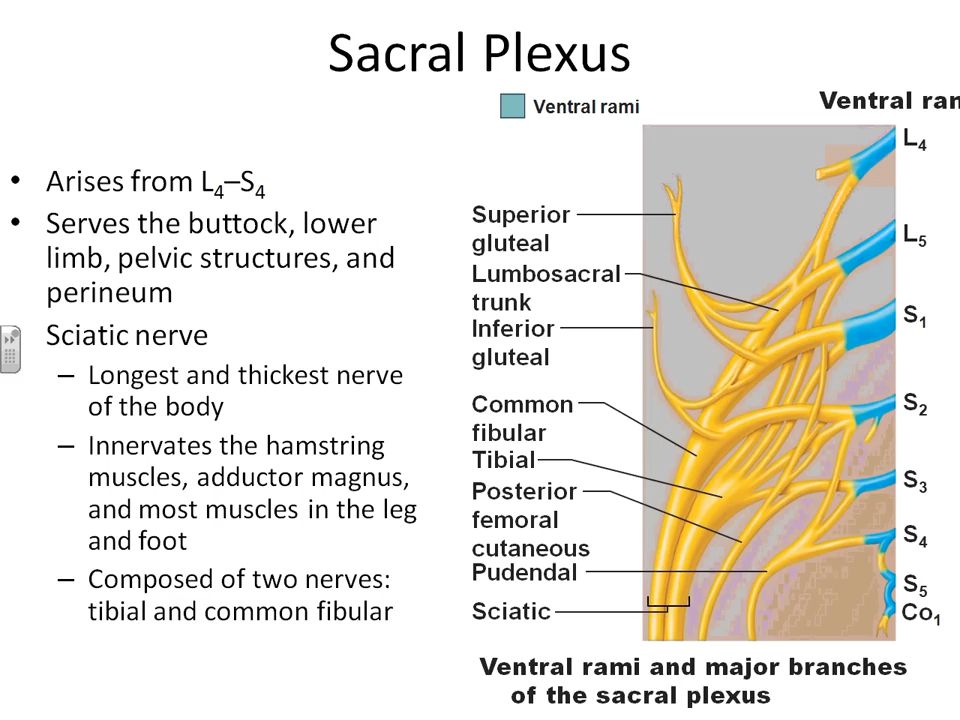 Sacral Plexus
Ventral rami
Ventral ran
• Arises from L4–S4
• Serves the buttock, lower
limb, pelvic structures, and
perineum
Sciatic nerve
– Longest and thickest nerve
of the body
– Innervates the hamstring
muscles, adductor magnus,
and most muscles in the leg
and foot
– Composed of two nerves:
tibial and common fibular
Superior
gluteal
Lumbosacral
trunk
Inferior
gluteal
Common
fibular
Tibial
Posterior
femoral
cutaneous
Pudendal
Sciatic
L4
L5
S1
S2
S3
S4
S5
Co1
Ventral rami and major branches
of the sacral plexus